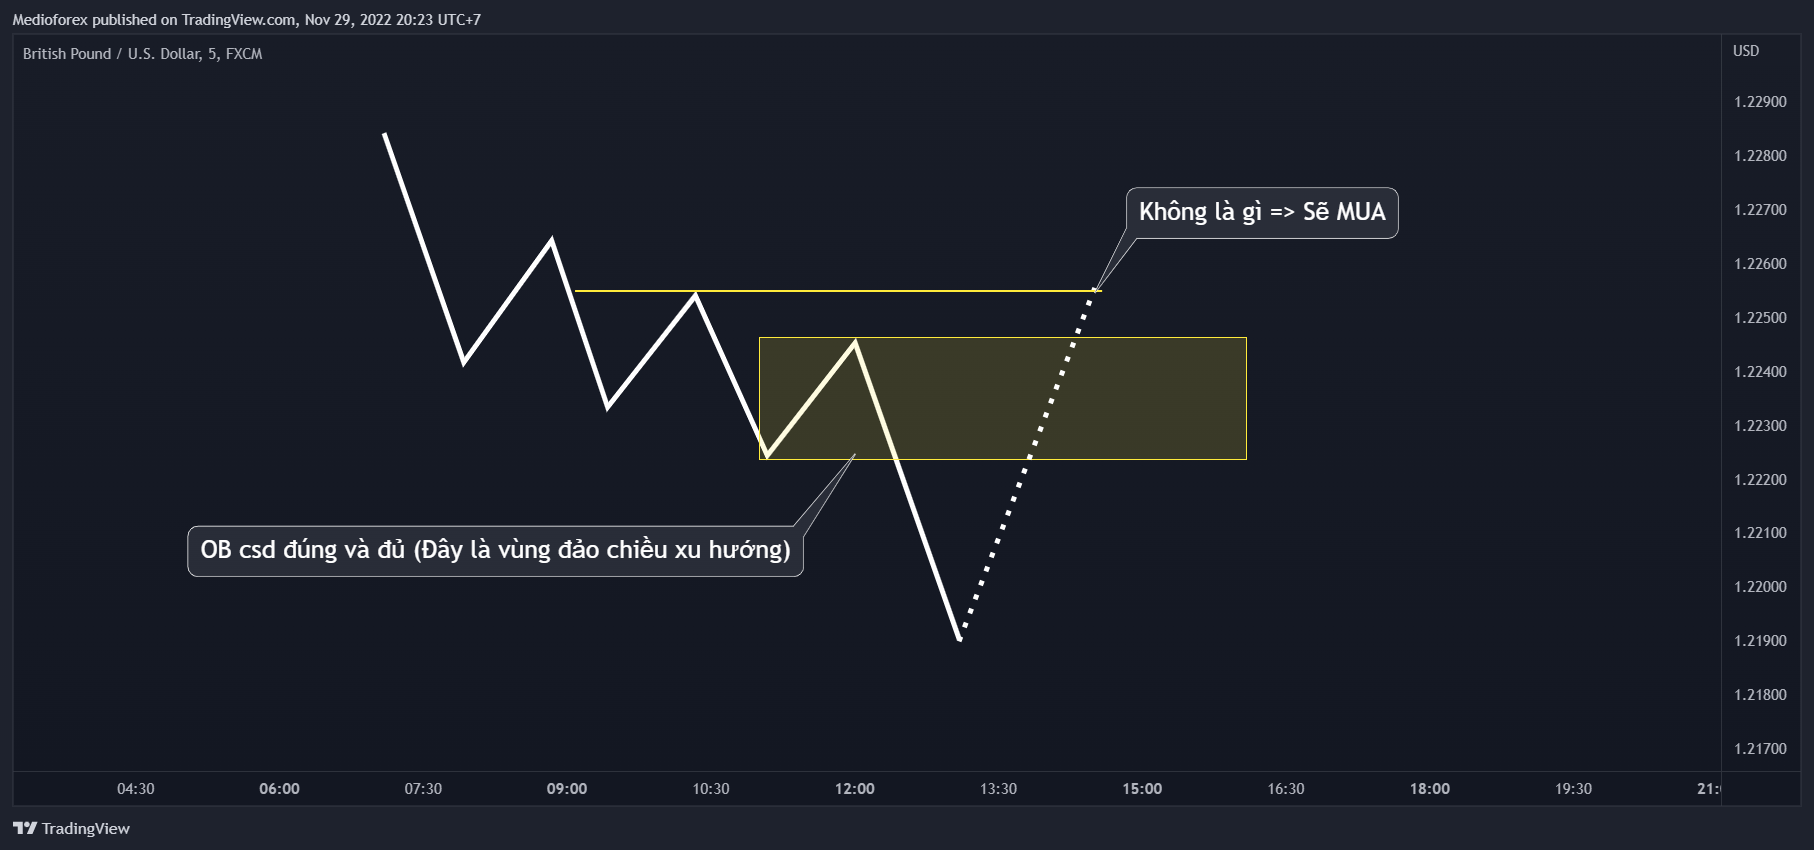 Medioforex published on TradingView.com, Nov 29, 2022 20:23 UTC+7
British Pound / U.S. Dollar, 5, FXCM
USD
1.22900
1.22800
Không là gì => Sẽ MUA
1.22700
1.22600
1.22500
1.22400
1.22300
1.22200
OB csd đúng và đủ (Đây là vùng đảo chiều xu hướng)
1.22100
1.22000
1.21900
1.21800
1.21700
04:30 06:00 07:30 09:00 10:30 12:00 13:30 15:00 16:30 18:00 19:30 21:
TradingView